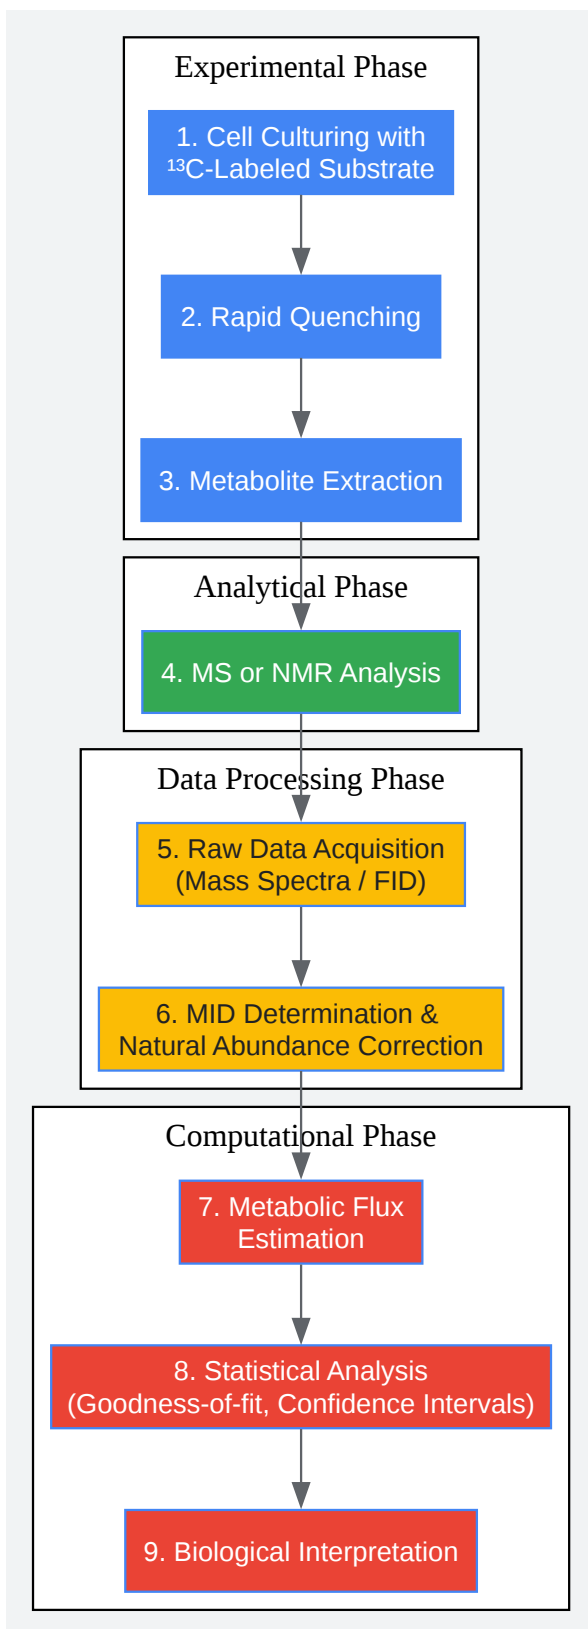 Experimental Phase
1. Cell Culturing with
¹³C-Labeled Substrate
2. Rapid Quenching
3. Metabolite Extraction
Analytical Phase
4. MS or NMR Analysis
Data Processing Phase
5. Raw Data Acquisition
(Mass Spectra / FID)
6. MID Determination &
Natural Abundance Correction
Computational Phase
7. Metabolic Flux
Estimation
8. Statistical Analysis
(Goodness-of-fit, Confidence Intervals)
9. Biological Interpretation